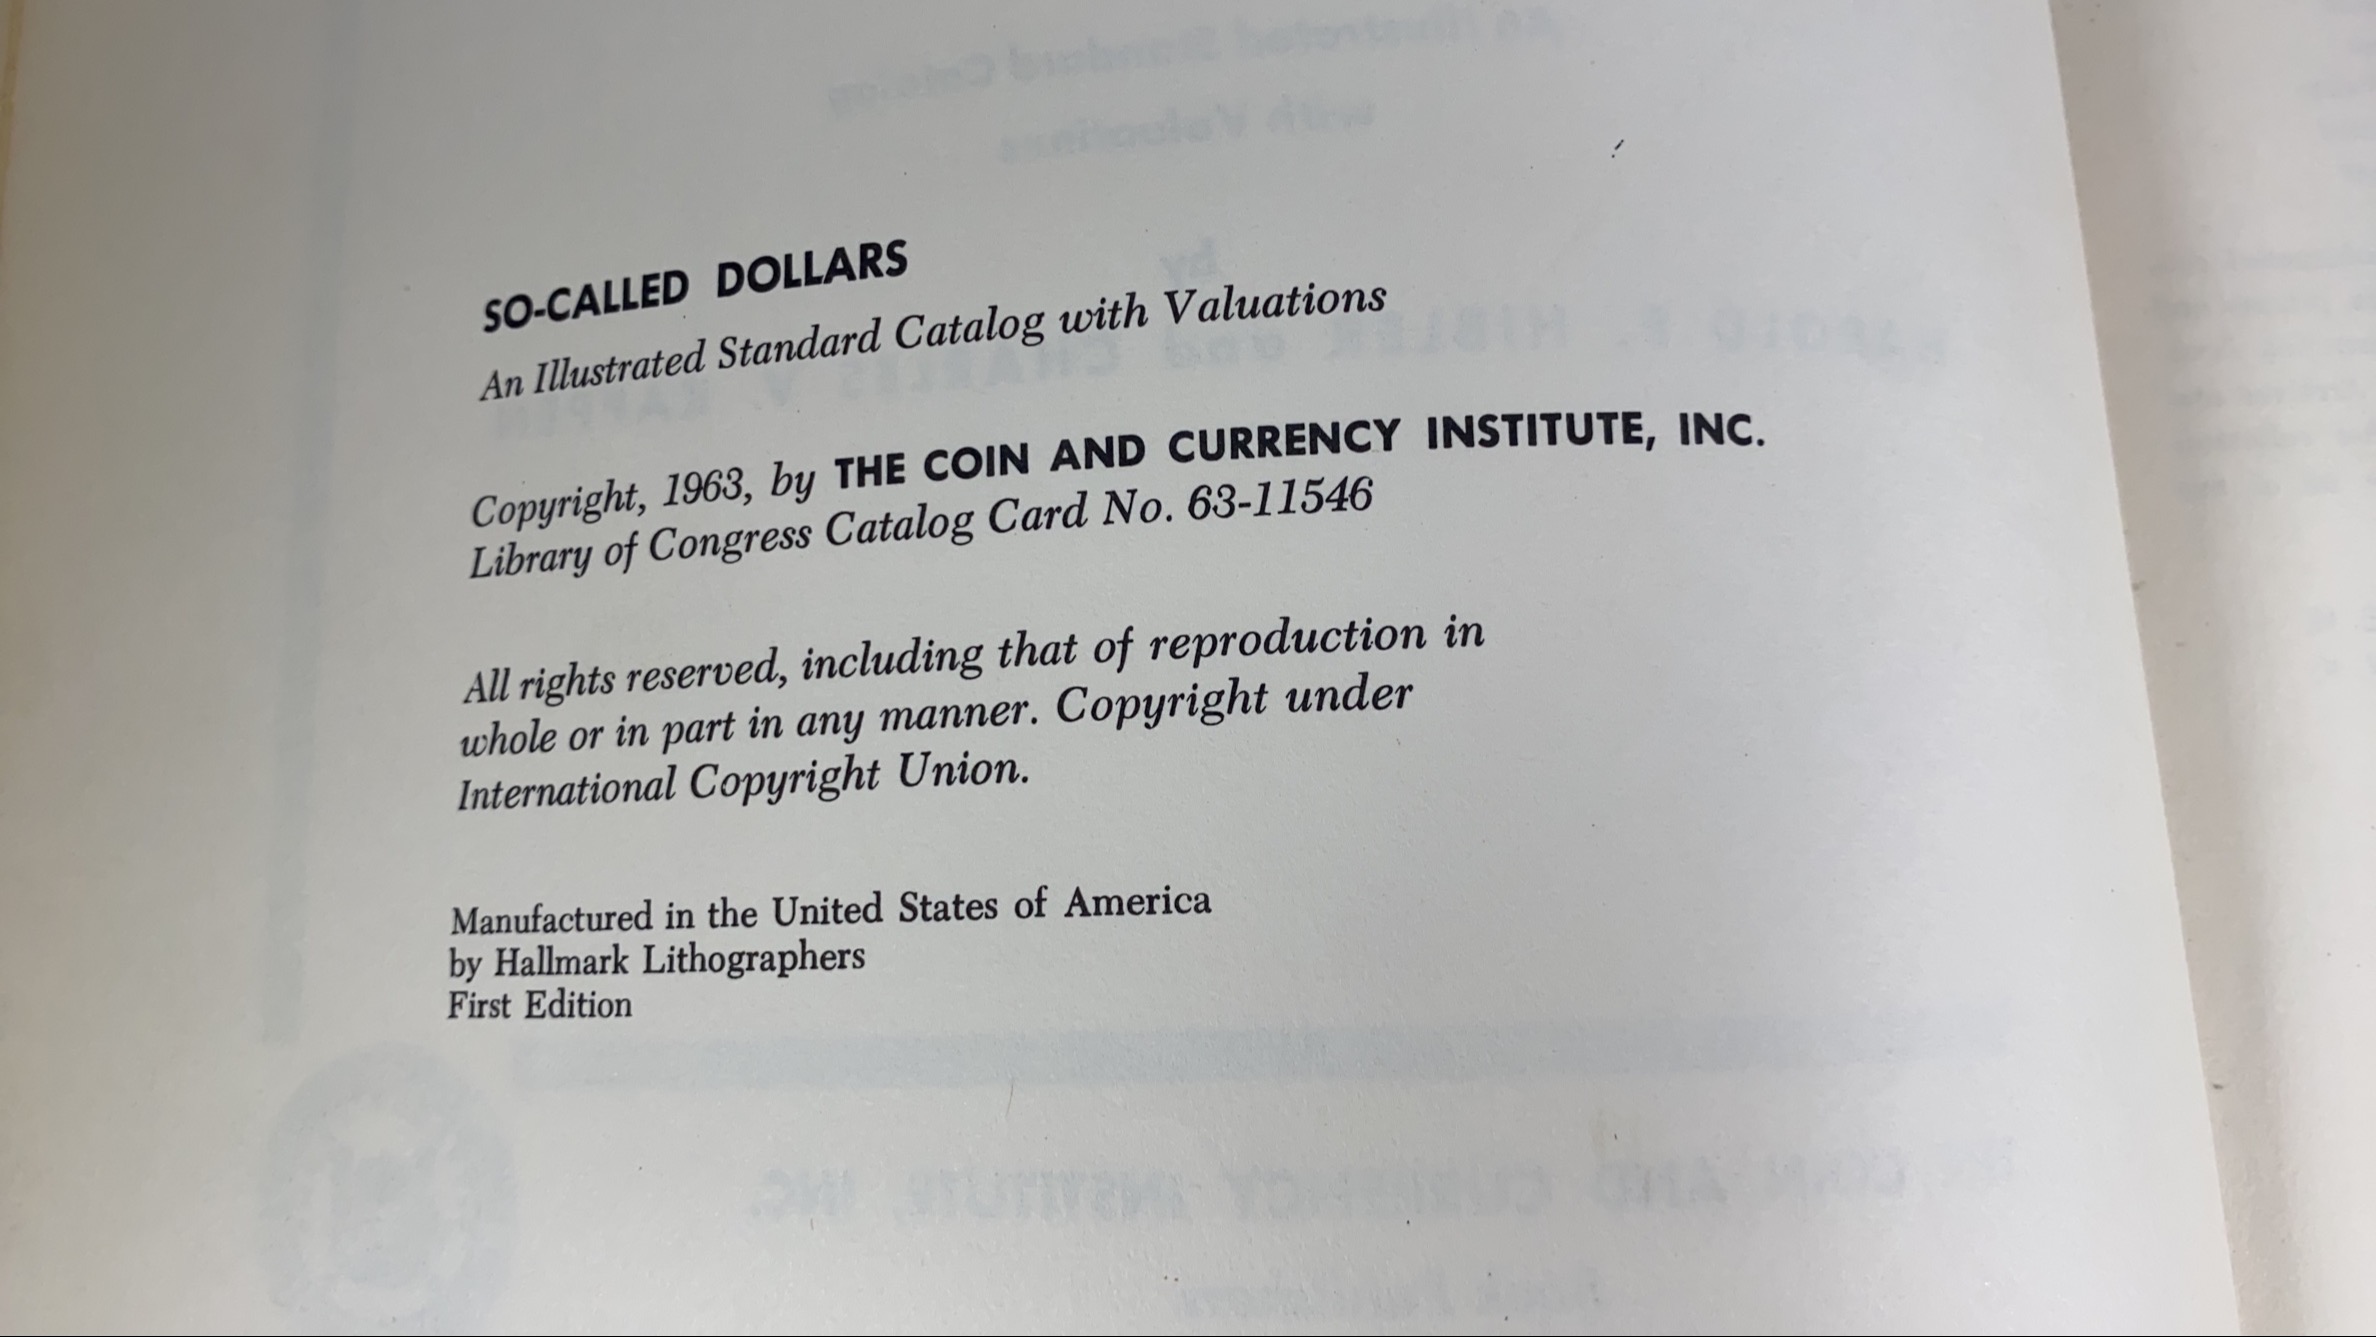 SO-CALLED DOLLARS
An Illustrated Standard Catalog with Valuations
Copyright, 1963, by THE COIN AND CURRENCY INSTITUTE, INC.
Library of Congress Catalog Card No. 63-11546
All rights reserved, including that of reproduction in
whole or in part in any manner. Copyright under
International Copyright Union.
Manufactured in the United States of America
by Hallmark Lithographers
First Edition